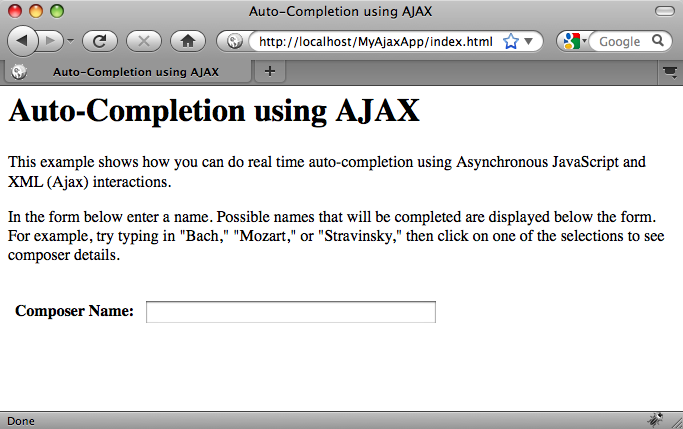 Auto-Completion using AJAX
http://localhost/MyAjaxApp/index.html
Google
Auto-Completion using AJAX
Auto-Completion using AJAX
This example shows how you can do real time auto-completion using Asynchronous JavaScript and
XML (Ajax) interactions.
In the form below enter a name. Possible names that will be completed are displayed below the form.
For example, try typing in "Bach," "Mozart," or "Stravinsky," then click on one of the selections to see
composer details.
Composer Name:
Done